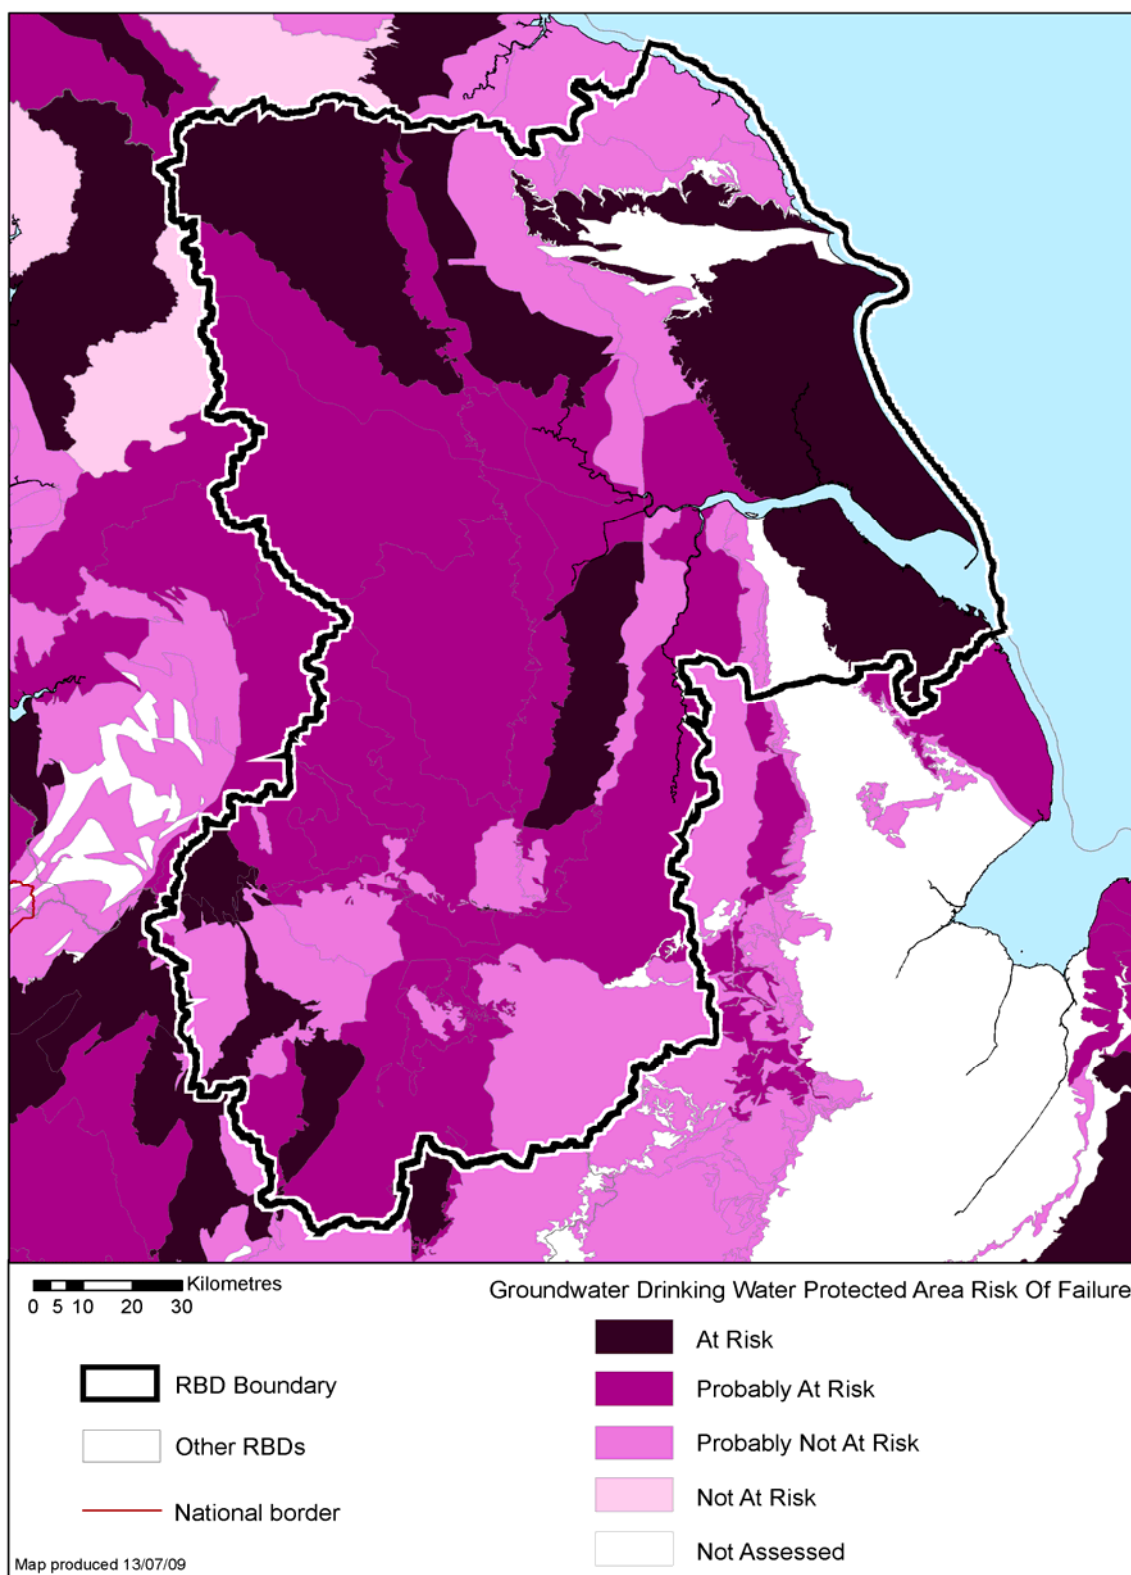 Kilometres
0 5 10 20 30
Groundwater Drinking Water Protected Area Risk Of Failure
RBD Boundary
Other RBDs
National border
At Risk
Probably At Risk
Probably Not At Risk
Not At Risk
Not Assessed
Map produced 13/07/09